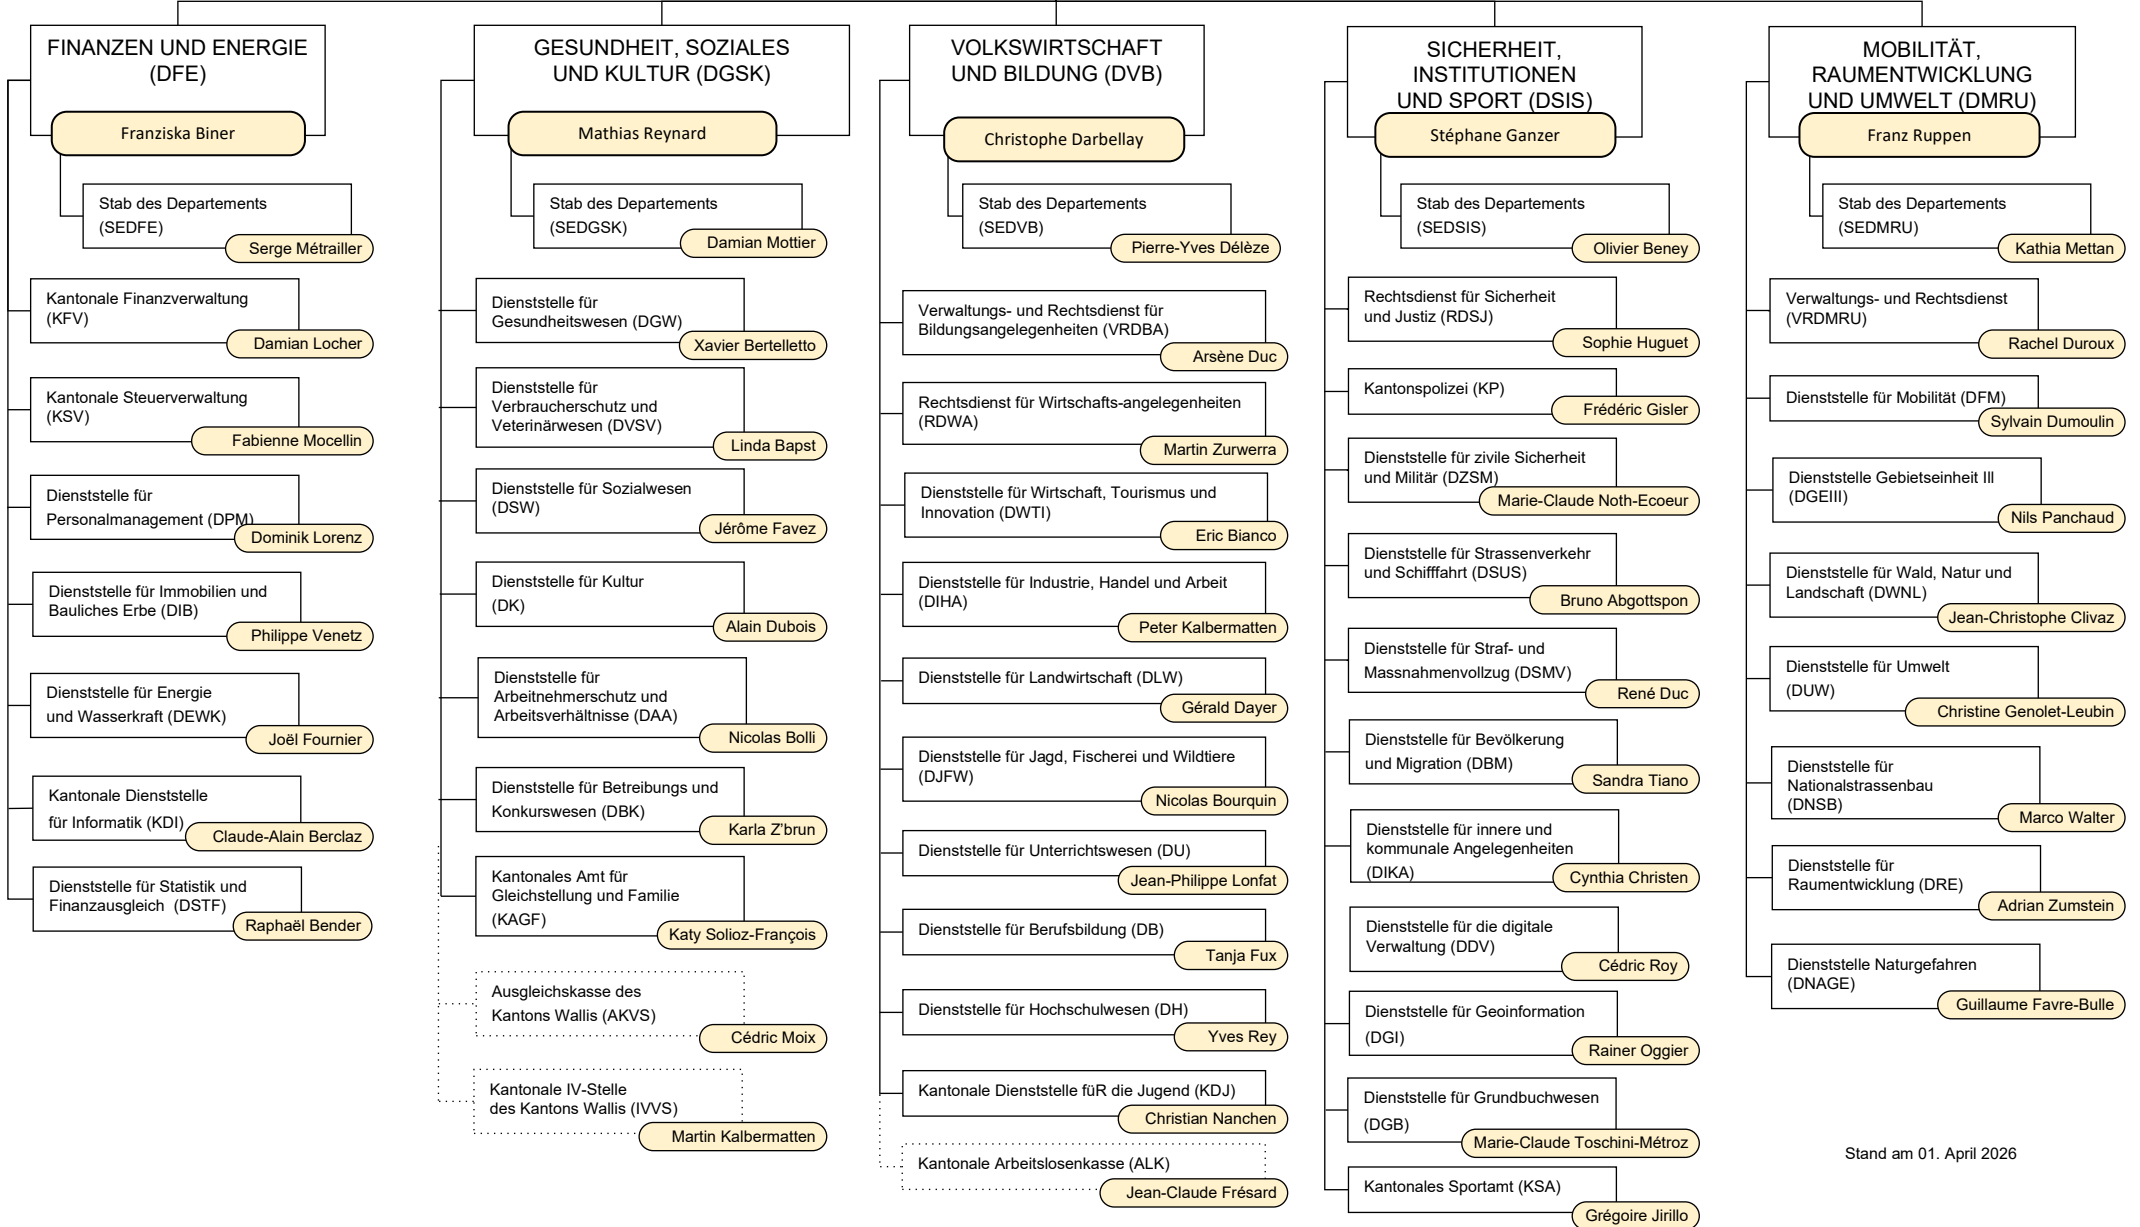 FINANZEN UND ENERGIE
(DFE)
Franziska Biner
Stab des Departements
(SEDFE)
Serge Métrailler
Kantonale Finanzverwaltung
(KFV)
Damian Locher
Kantonale Steuerverwaltung
(KSV)
Fabienne Mocellin
Dienststelle für
Personalmanagement (DPM)
Dominik Lorenz
Dienststelle für Immobilien und
Bauliches Erbe (DIB)
Philippe Venetz
Dienststelle für Energie
und Wasserkraft (DEWK)
Joël Fournier
Kantonale Dienststelle
für Informatik (KDI)
Claude-Alain Berclaz
Dienststelle für Statistik und
Finanzausgleich (DSTF)
Raphaël Bender
GESUNDHEIT, SOZIALES
UND KULTUR (DGSK)
Mathias Reynard
Stab des Departements
(SEDGSK)
Damian Mottier
Dienststelle für
Gesundheitswesen (DGW)
Xavier Bertelletto
Dienststelle für
Verbraucherschutz und
Veterinärwesen (DVSV)
Linda Bapst
Dienststelle für Sozialwesen
(DSW)
Jérôme Favez
Dienststelle für Kultur
(DK)
Alain Dubois
Dienststelle für
Arbeitnehmerschutz und
Arbeitsverhältnisse (DAA)
Nicolas Bolli
Dienststelle für Betreibungs und
Konkurswesen (DBK)
Karla Z'brun
Kantonales Amt für
Gleichstellung und Familie
(KAGF)
Katy Solioz-François
Ausgleichskasse des
Kantons Wallis (AKVS)
Cédric Moix
Kantonale IV-Stelle
des Kantons Wallis (IVVS)
Martin Kalbermatten
VOLKSWIRTSCHAFT
UND BILDUNG (DVB)
Christophe Darbellay
Stab des Departements
(SEDVB)
Pierre-Yves Délèze
Verwaltungs- und Rechtsdienst für
Bildungsangelegenheiten (VRDBA)
Arsène Duc
Rechtsdienst für Wirtschafts-angelegenheiten
(RDWA)
Martin Zurwerra
Dienststelle für Wirtschaft, Tourismus und
Innovation (DWTI)
Eric Bianco
Dienststelle für Industrie, Handel und Arbeit
(DIHA)
Peter Kalbermatten
Dienststelle für Landwirtschaft (DLW)
Gérald Dayer
Dienststelle für Jagd, Fischerei und Wildtiere
(DJFW)
Nicolas Bourquin
Dienststelle für Unterrichtswesen (DU)
Jean-Philippe Lonfat
Dienststelle für Berufsbildung (DB)
Tanja Fux
Dienststelle für Hochschulwesen (DH)
Yves Rey
Kantonale Dienststelle füR die Jugend (KDJ)
Christian Nanchen
Kantonale Arbeitslosenkasse (ALK)
Jean-Claude Frésard
SICHERHEIT,
INSTITUTIONEN
UND SPORT (DSIS)
Stéphane Ganzer
Stab des Departements
(SEDSIS)
Olivier Beney
Rechtsdienst für Sicherheit
und Justiz (RDSJ)
Sophie Huguet
Kantonspolizei (KP)
Frédéric Gisler
Dienststelle für zivile Sicherheit
und Militär (DZSM)
Marie-Claude Noth-Ecoeur
Dienststelle für Strassenverkehr
und Schifffahrt (DSUS)
Bruno Abgottspon
Dienststelle für Straf- und
Massnahmenvollzug (DSMV)
René Duc
Dienststelle für Bevölkerung
und Migration (DBM)
Sandra Tiano
Dienststelle für innere und
kommunale Angelegenheiten
(DIKA)
Cynthia Christen
Dienststelle für die digitale
Verwaltung (DDV)
Cédric Roy
Dienststelle für Geoinformation
(DGI)
Rainer Oggier
Dienststelle für Grundbuchwesen
(DGB)
Marie-Claude Toschini-Métroz
Kantonales Sportamt (KSA)
Grégoire Jirillo
MOBILITÄT,
RAUMENTWICKLUNG
UND UMWELT (DMRU)
Franz Ruppen
Stab des Departements
(SEDMRU)
Kathia Mettan
Verwaltungs- und Rechtsdienst
(VRDMRU)
Rachel Duroux
Dienststelle für Mobilität (DFM)
Sylvain Dumoulin
Dienststelle Gebietseinheit III
(DGEIII)
Nils Panchaud
Dienststelle für Wald, Natur und
Landschaft (DWNL)
Jean-Christophe Clivaz
Dienststelle für Umwelt
(DUW)
Christine Genolet-Leubin
Dienststelle für
Nationalstrassenbau
(DNSB)
Marco Walter
Dienststelle für
Raumentwicklung (DRE)
Adrian Zumstein
Dienststelle Naturgefahren
(DNAGE)
Guillaume Favre-Bulle
Stand am 01. April 2026